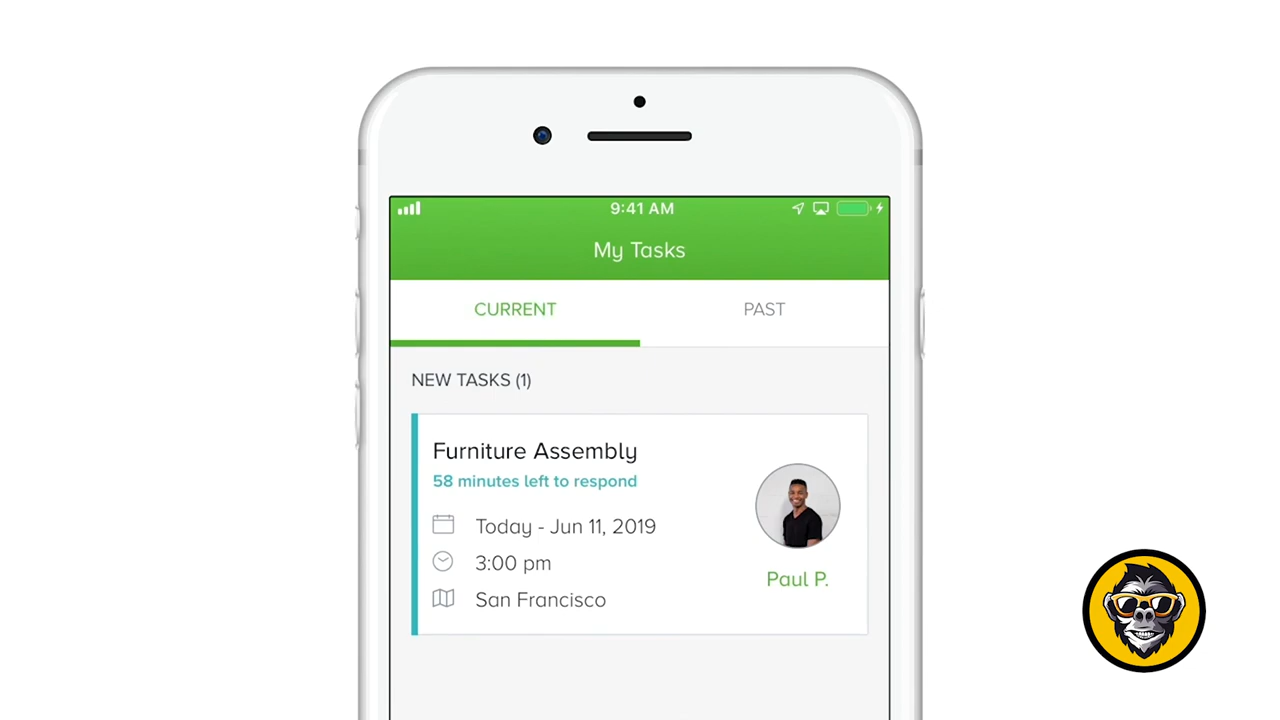 9:41 AM
My Tasks
CURRENT
PAST
NEW TASKS (1)
Furniture Assembly
58 minutes left to respond
Today - Jun 11, 2019
3:00 pm
San Francisco
Paul P.